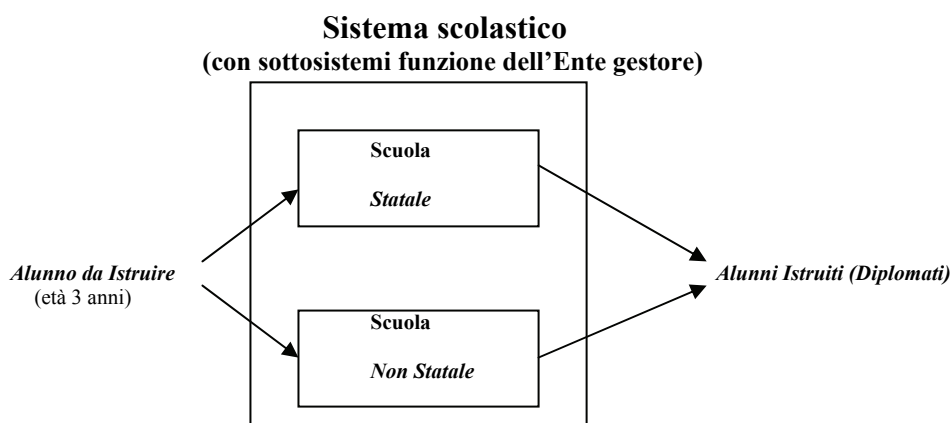 Sistema scolastico
(con sottosistemi funzione dell'Ente gestore)
Scuola
Statale
Alunno da Istruire
(età 3 anni)
Alunni Istruiti (Diplomati)
Scuola
Non Statale